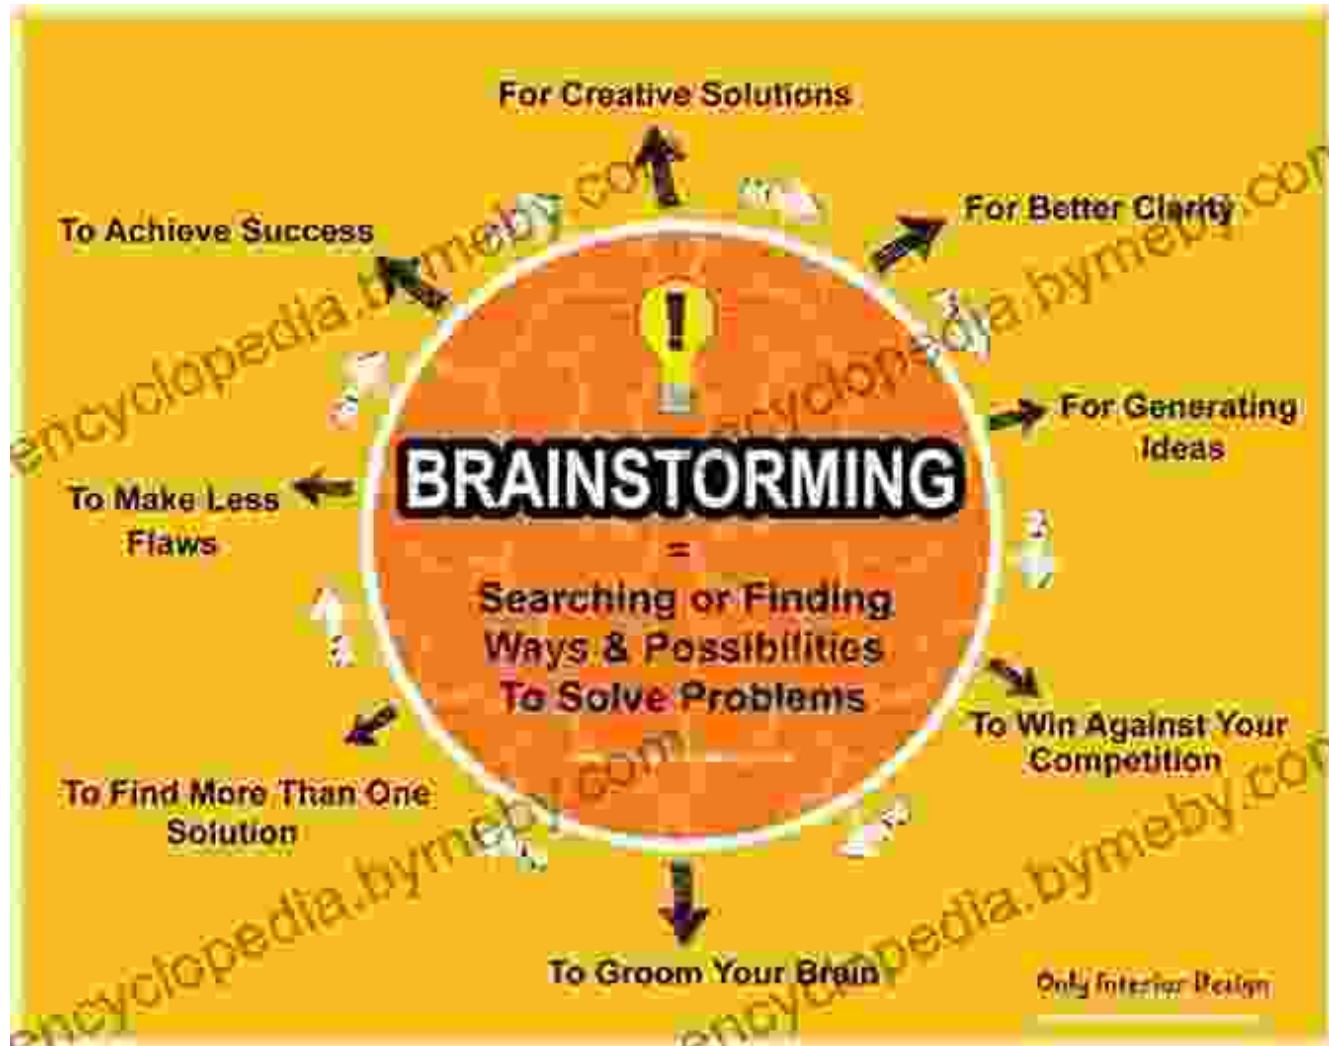 For Creative Solutions
For Better Clarity
To Achieve Success
For Generating
Ideas
BRAINSTORMING
=
Searching or Finding
Ways & Possibilities
To Solve Problems
To Make Less
Flaws
To Win Against Your
Competition
To Find More Than One
Solution
To Groom Your Brain
Only Interior Design
encyclopedia.bymeby.com
encyclopedia.bymeby.com
encyclopedia.bymeby.com
encyclopedia.bymeby.com